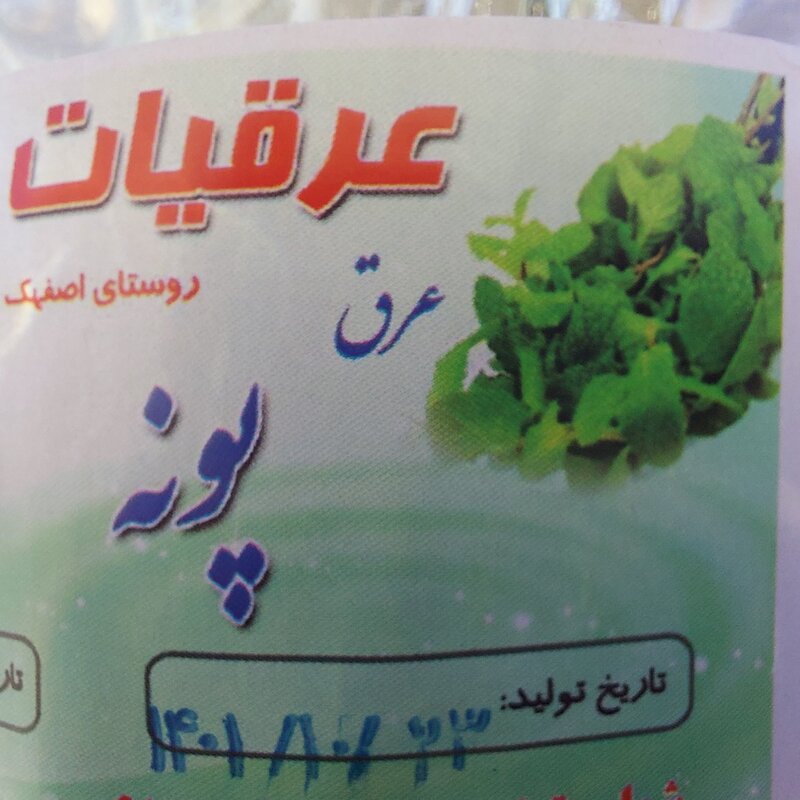 عرقیات
روستای اصفهک
عرق
پونه
تاریخ تولید:
۱۴۰۱/۱۰/۲۳